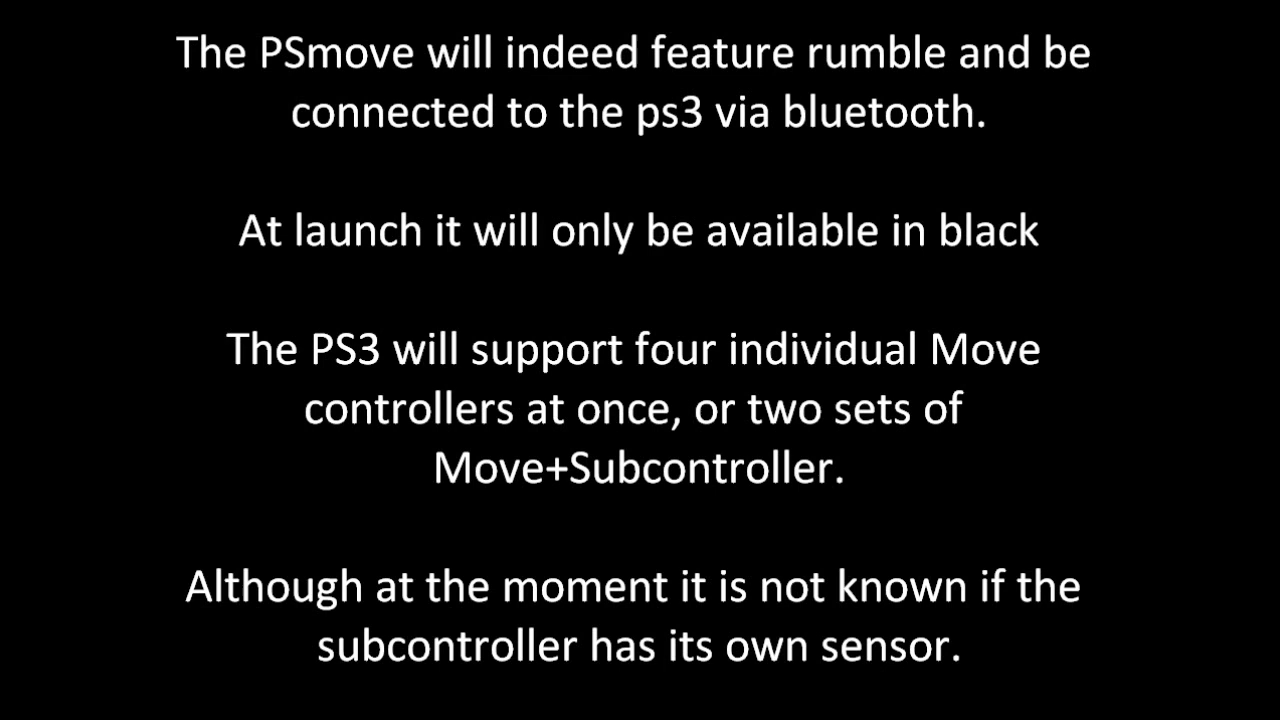 The PSmove will indeed feature rumble and be
connected to the ps3 via bluetooth.
At launch it will only be available in black
The PS3 will support four individual Move
controllers at once, or two sets of
Move+Subcontroller.
Although at the moment it is not known if the
subcontroller has its own sensor.